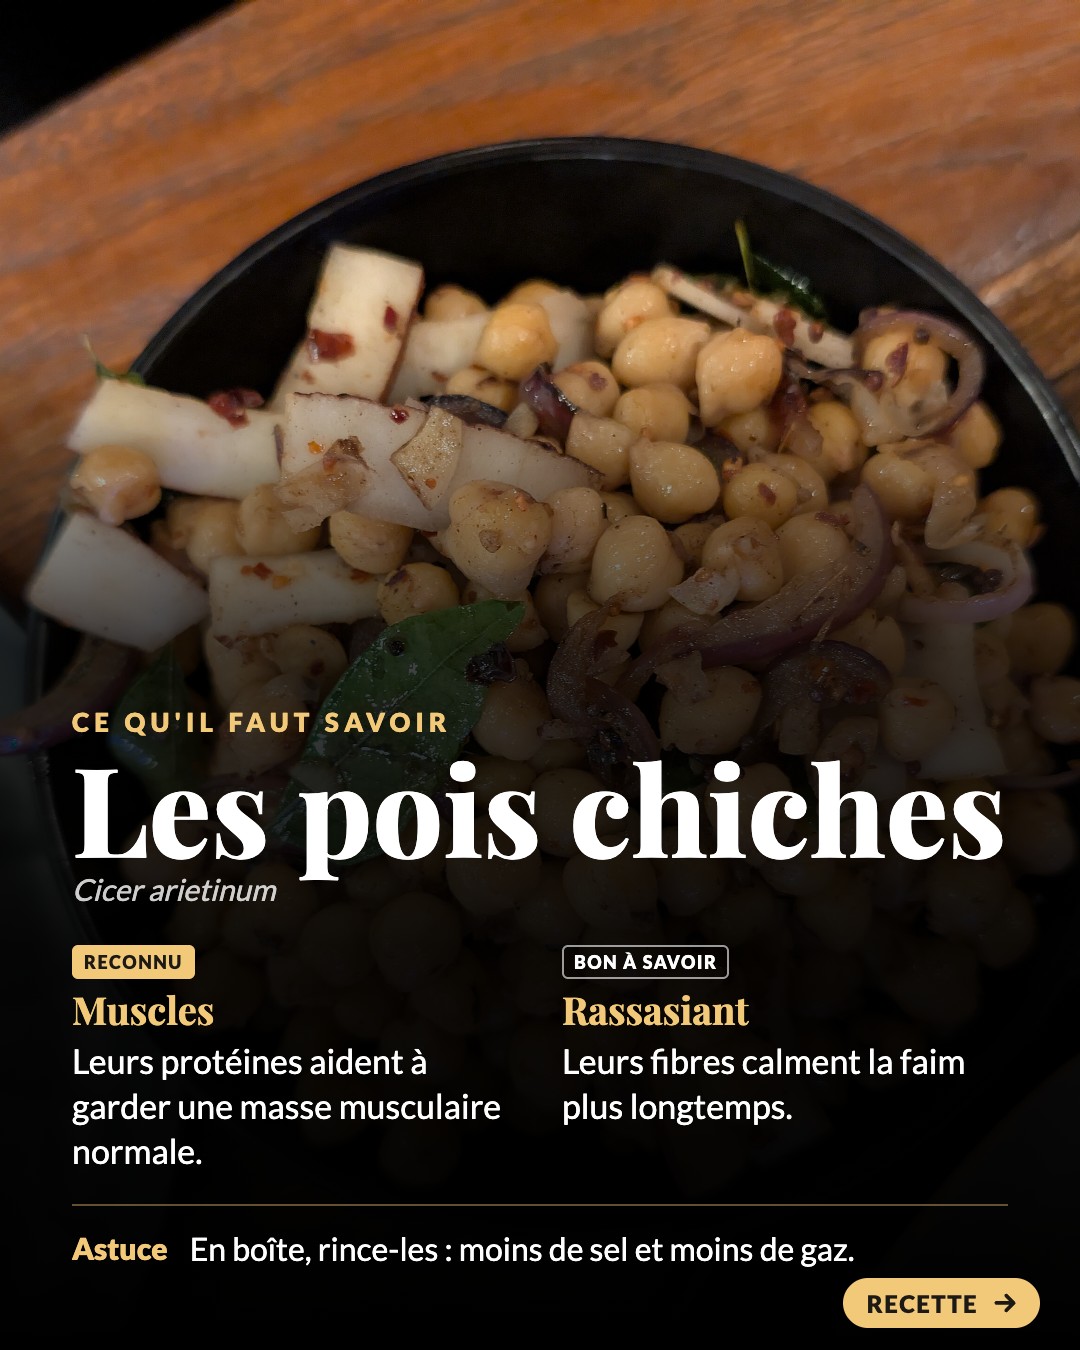 CE QU'IL FAUT SAVOIR
Les pois chiches
Cicer arietinum
RECONNU
Muscles
Leurs protéines aident à
garder une masse musculaire
normale.
BON À SAVOIR
Rassasiant
Leurs fibres calment la faim
plus longtemps.
Astuce En boîte, rince-les : moins de sel et moins de gaz.
RECETTE →